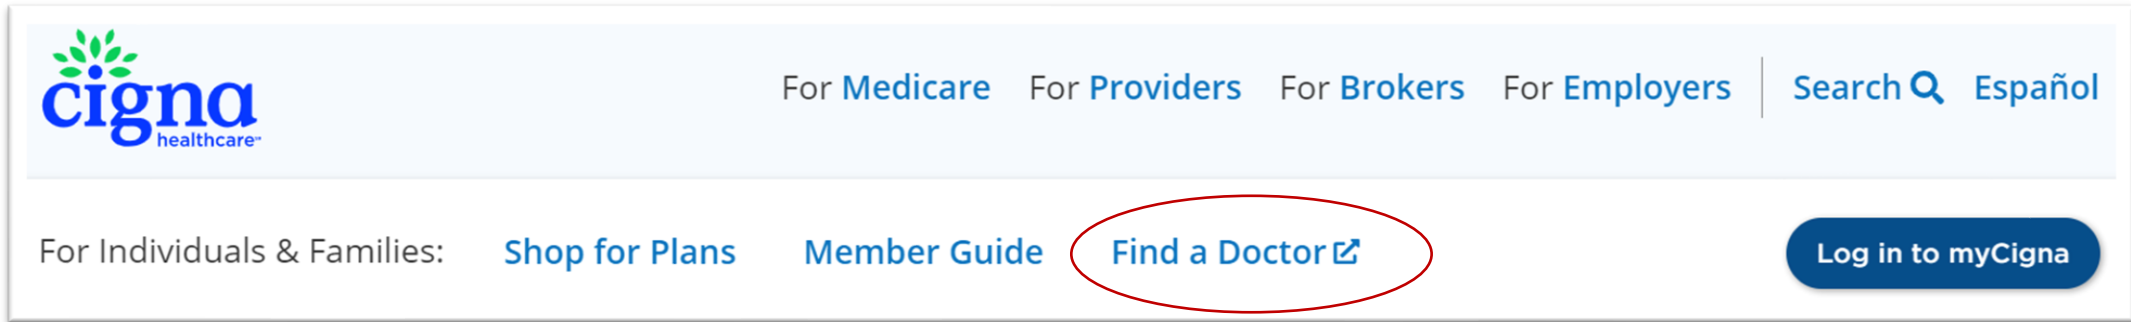 cigna
healthcare℠
For Medicare For Providers For Brokers For Employers Search Español
For Individuals & Families: Shop for Plans Member Guide Find a Doctor Log in to myCigna